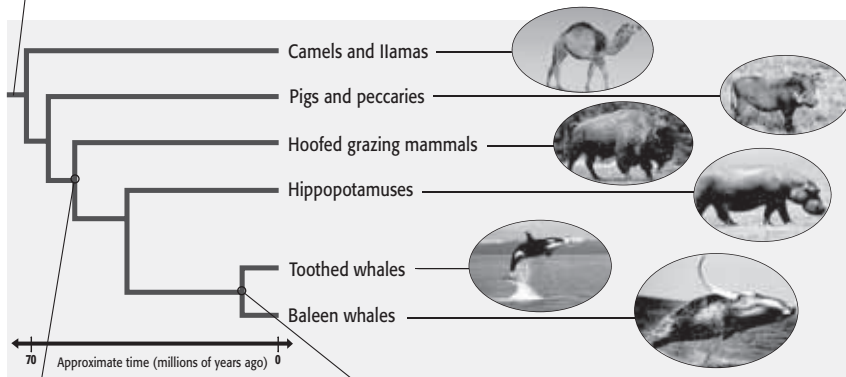 Camels and IIamas
Pigs and peccaries
Hoofed grazing mammals
Hippopotamuses
Toothed whales
Baleen whales
70 Approximate time (millions of years ago) 0